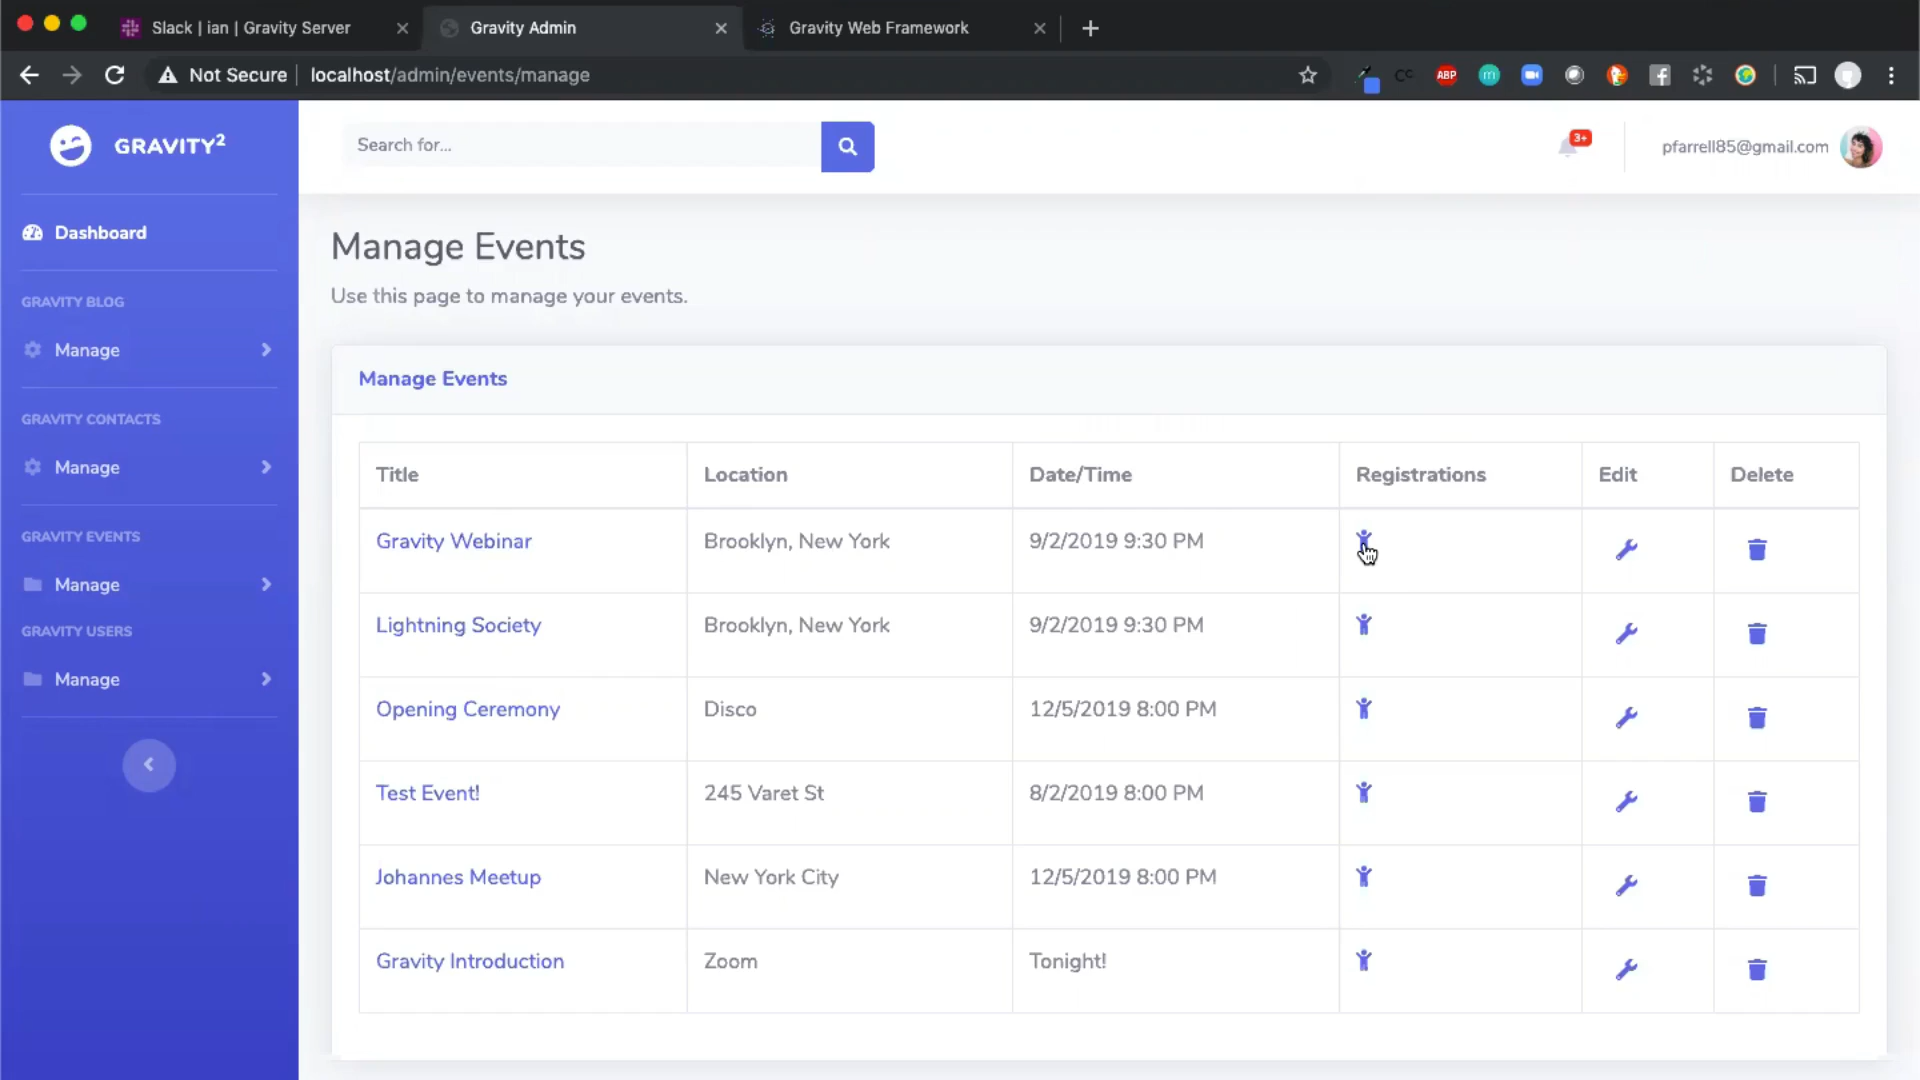 Slack | ian | Gravity Server
Gravity Admin
Gravity Web Framework
Not Secure
localhost/admin/events/manage
CC
ABP
m
GRAVITY²
Search for...
3+
pfarrell85@gmail.com
Dashboard
GRAVITY BLOG
Manage
GRAVITY CONTACTS
Manage
GRAVITY EVENTS
Manage
GRAVITY USERS
Manage
Manage Events
Use this page to manage your events.
Manage Events
Title Location Date/Time Registrations Edit Delete
Gravity Webinar Brooklyn, New York 9/2/2019 9:30 PM
Lightning Society Brooklyn, New York 9/2/2019 9:30 PM
Opening Ceremony Disco 12/5/2019 8:00 PM
Test Event! 245 Varet St 8/2/2019 8:00 PM
Johannes Meetup New York City 12/5/2019 8:00 PM
Gravity Introduction Zoom Tonight!